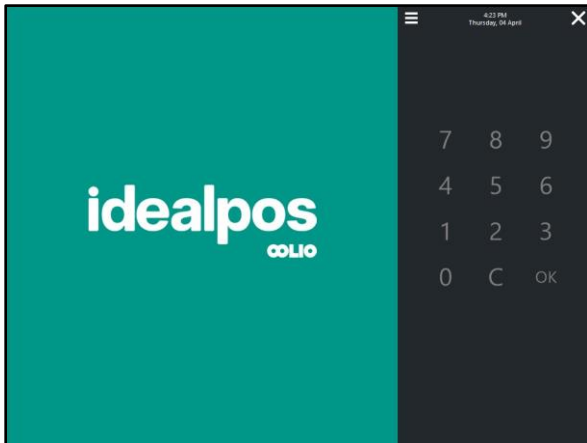 idealpos
OOLIO
4:23 PM
Thursday, 04 April
7 8 9
4 5 6
1 2 3
0 C OK